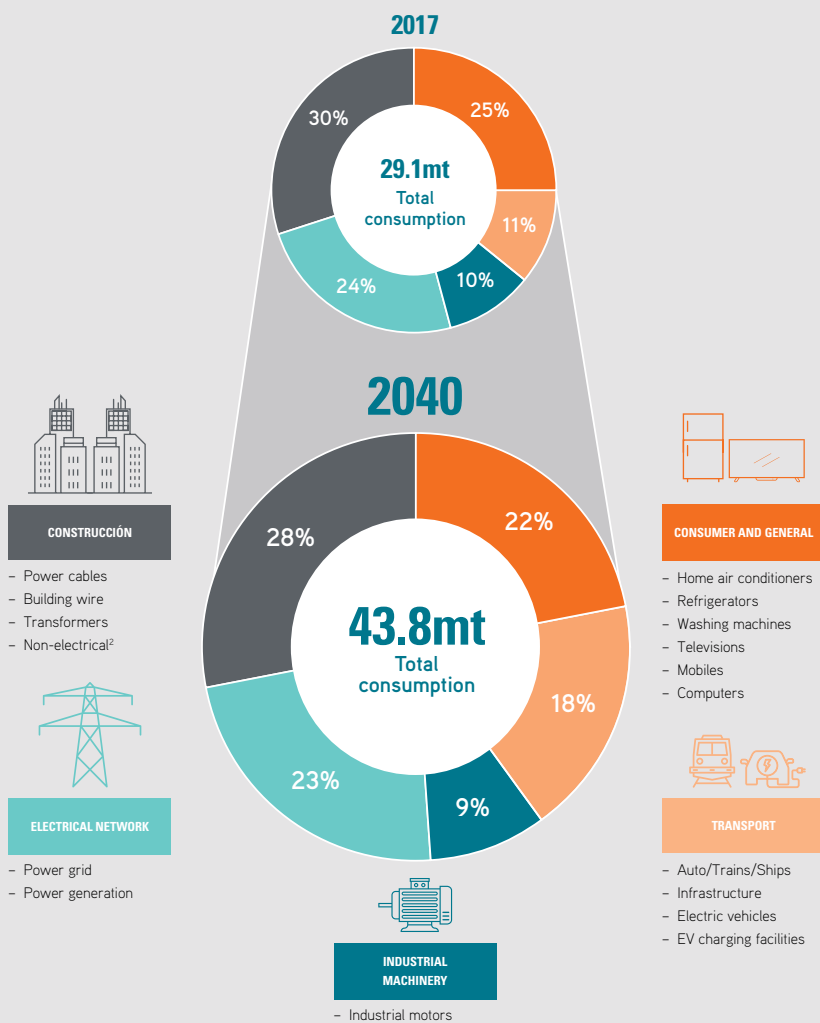 2017
30%
25%
29.1mt
Total
consumption
11%
24%
10%
2040
28%
22%
43.8mt
Total
consumption
18%
23%
9%
CONSTRUCCIÓN
– Power cables
– Building wire
– Transformers
– Non-electrical²
ELECTRICAL NETWORK
– Power grid
– Power generation
INDUSTRIAL
MACHINERY
– Industrial motors
CONSUMER AND GENERAL
– Home air conditioners
– Refrigerators
– Washing machines
– Televisions
– Mobiles
– Computers
TRANSPORT
– Auto/Trains/Ships
– Infrastructure
– Electric vehicles
– EV charging facilities